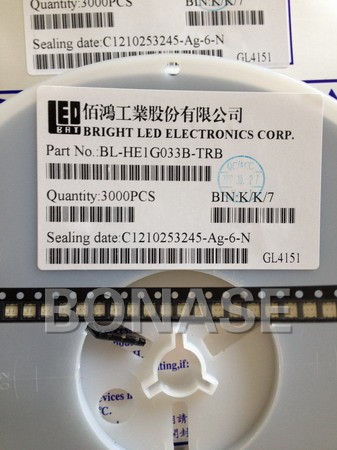 Quantity:3000PCS
BIN:K/K/7
Sealing date:C1210253245-Ag-6-N
GL4151
LED
BRT
佰鴻工業股份有限公司
BRIGHT LED ELECTRONICS CORP.
Part No.:BL-HE1G033B-TRB
Quantity:3000PCS
BIN:K/K/7
Sealing date:C1210253245-Ag-6-N
GL4151
BONASE